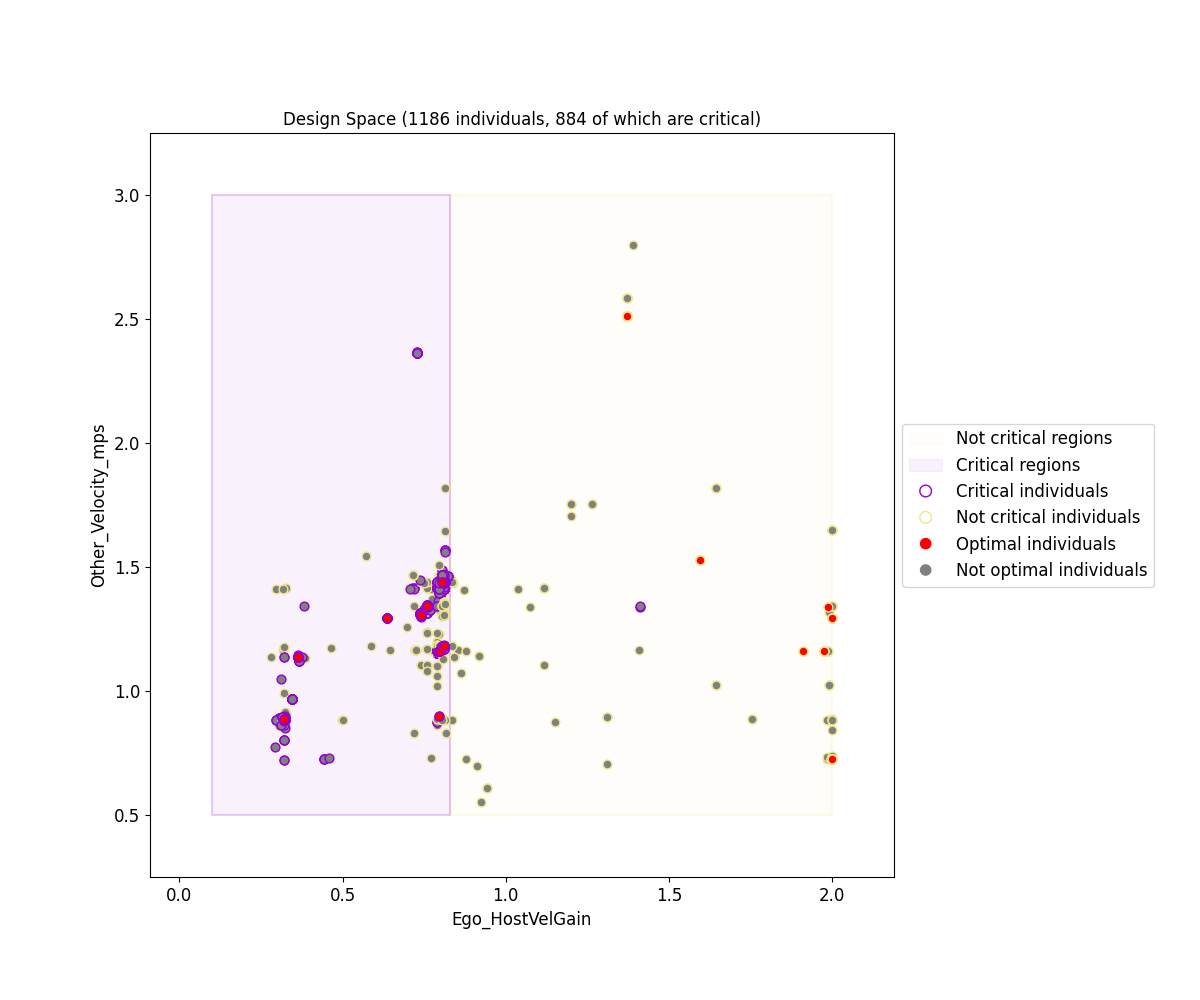 Design Space (1186 individuals, 884 of which are critical)
3.0
2.5
2.0
1.5
1.0
0.5
Other_Velocity_mps
0.0
0.5
1.0
1.5
2.0
Ego_HostVelGain
Not critical regions
Critical regions
Critical individuals
Not critical individuals
Optimal individuals
Not optimal individuals